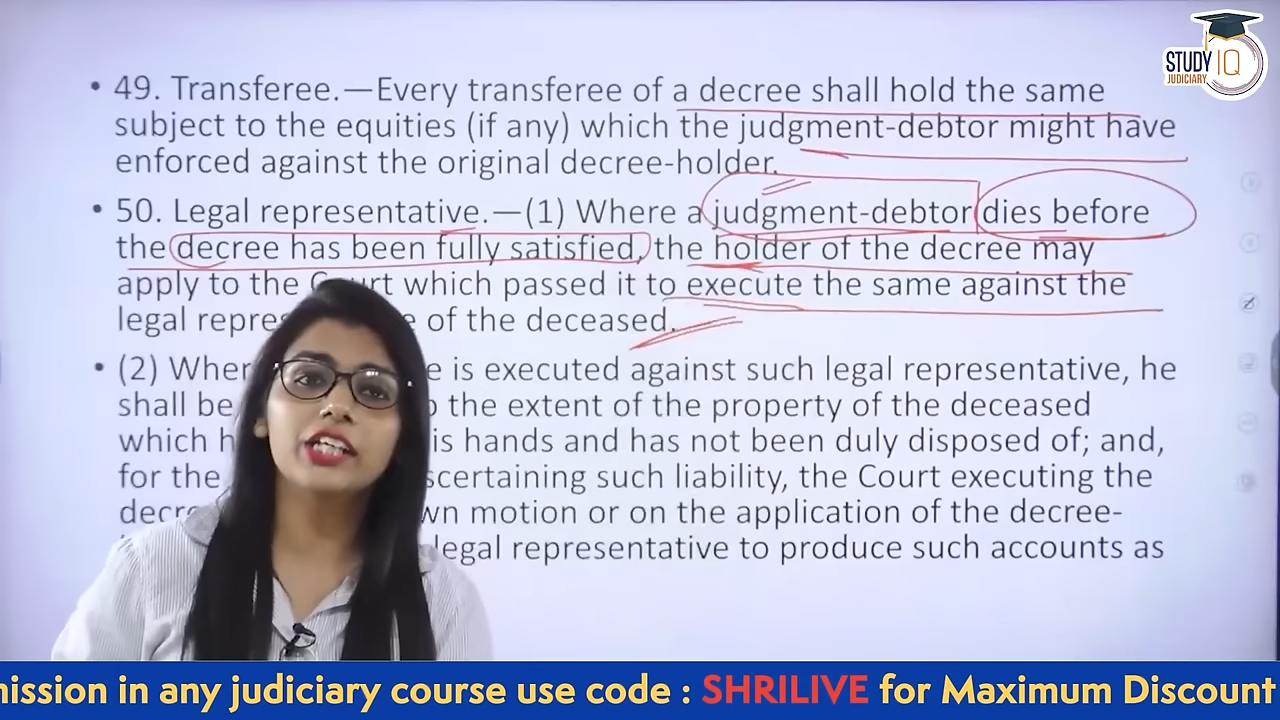 STUDY IQ
JUDICIARY
• 49. Transferee.—Every transferee of a decree shall hold the same
subject to the equities (if any) which the judgment-debtor might have
enforced against the original decree-holder.
• 50. Legal representative.—(1) Where a judgment-debtor dies before
the decree has been fully satisfied, the holder of the decree may
apply to the Court which passed it to execute the same against the
legal of the deceased.
• (2) is executed against such legal representative, he
shall be the extent of the property of the deceased
which hands and has not been duly disposed of; and,
for the such liability, the Court executing the
motion or on the application of the decree-
legal representative to produce such accounts as
in any judiciary course use code : SHRILIVE for Maximum Discount